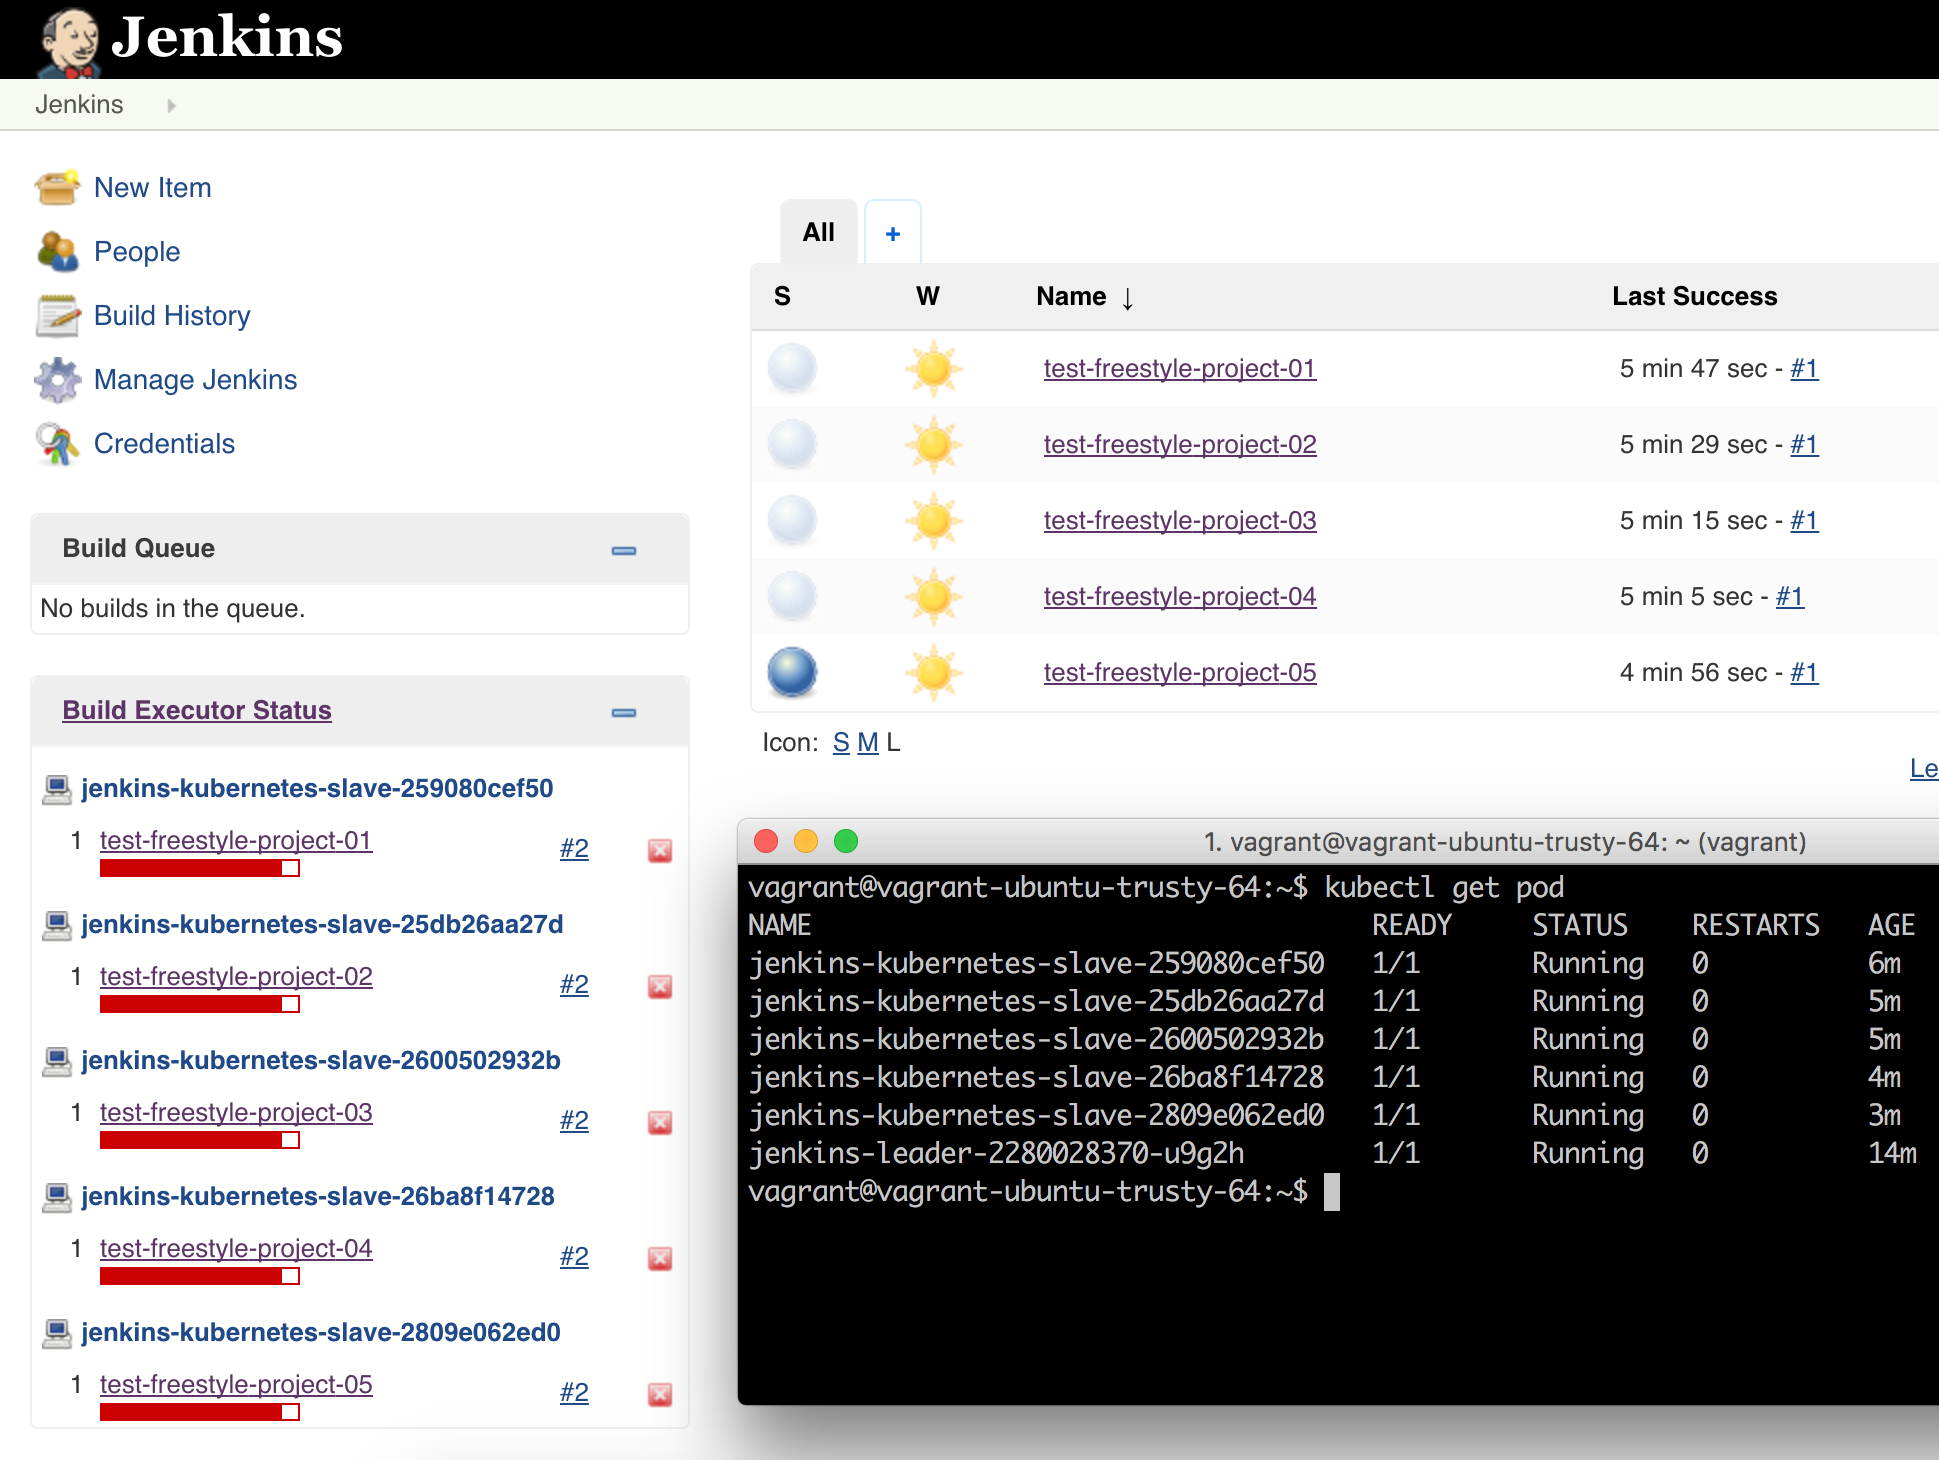 Jenkins
Jenkins
New Item
People
Build History
Manage Jenkins
Credentials
Build Queue
No builds in the queue.
Build Executor Status
jenkins-kubernetes-slave-259080cef50
1 test-freestyle-project-01 #2
jenkins-kubernetes-slave-25db26aa27d
1 test-freestyle-project-02 #2
jenkins-kubernetes-slave-2600502932b
1 test-freestyle-project-03 #2
jenkins-kubernetes-slave-26ba8f14728
1 test-freestyle-project-04 #2
jenkins-kubernetes-slave-2809e062ed0
1 test-freestyle-project-05 #2
All +
S W Name ↓ Last Success
test-freestyle-project-01 5 min 47 sec - #1
test-freestyle-project-02 5 min 29 sec - #1
test-freestyle-project-03 5 min 15 sec - #1
test-freestyle-project-04 5 min 5 sec - #1
test-freestyle-project-05 4 min 56 sec - #1
Icon: S M L
Le
1. vagrant@vagrant-ubuntu-trusty-64: ~ (vagrant)
vagrant@vagrant-ubuntu-trusty-64:~$ kubectl get pod
NAME READY STATUS RESTARTS AGE
jenkins-kubernetes-slave-259080cef50 1/1 Running 0 6m
jenkins-kubernetes-slave-25db26aa27d 1/1 Running 0 5m
jenkins-kubernetes-slave-2600502932b 1/1 Running 0 5m
jenkins-kubernetes-slave-26ba8f14728 1/1 Running 0 4m
jenkins-kubernetes-slave-2809e062ed0 1/1 Running 0 3m
jenkins-leader-2280028370-u9g2h 1/1 Running 0 14m
vagrant@vagrant-ubuntu-trusty-64:~$